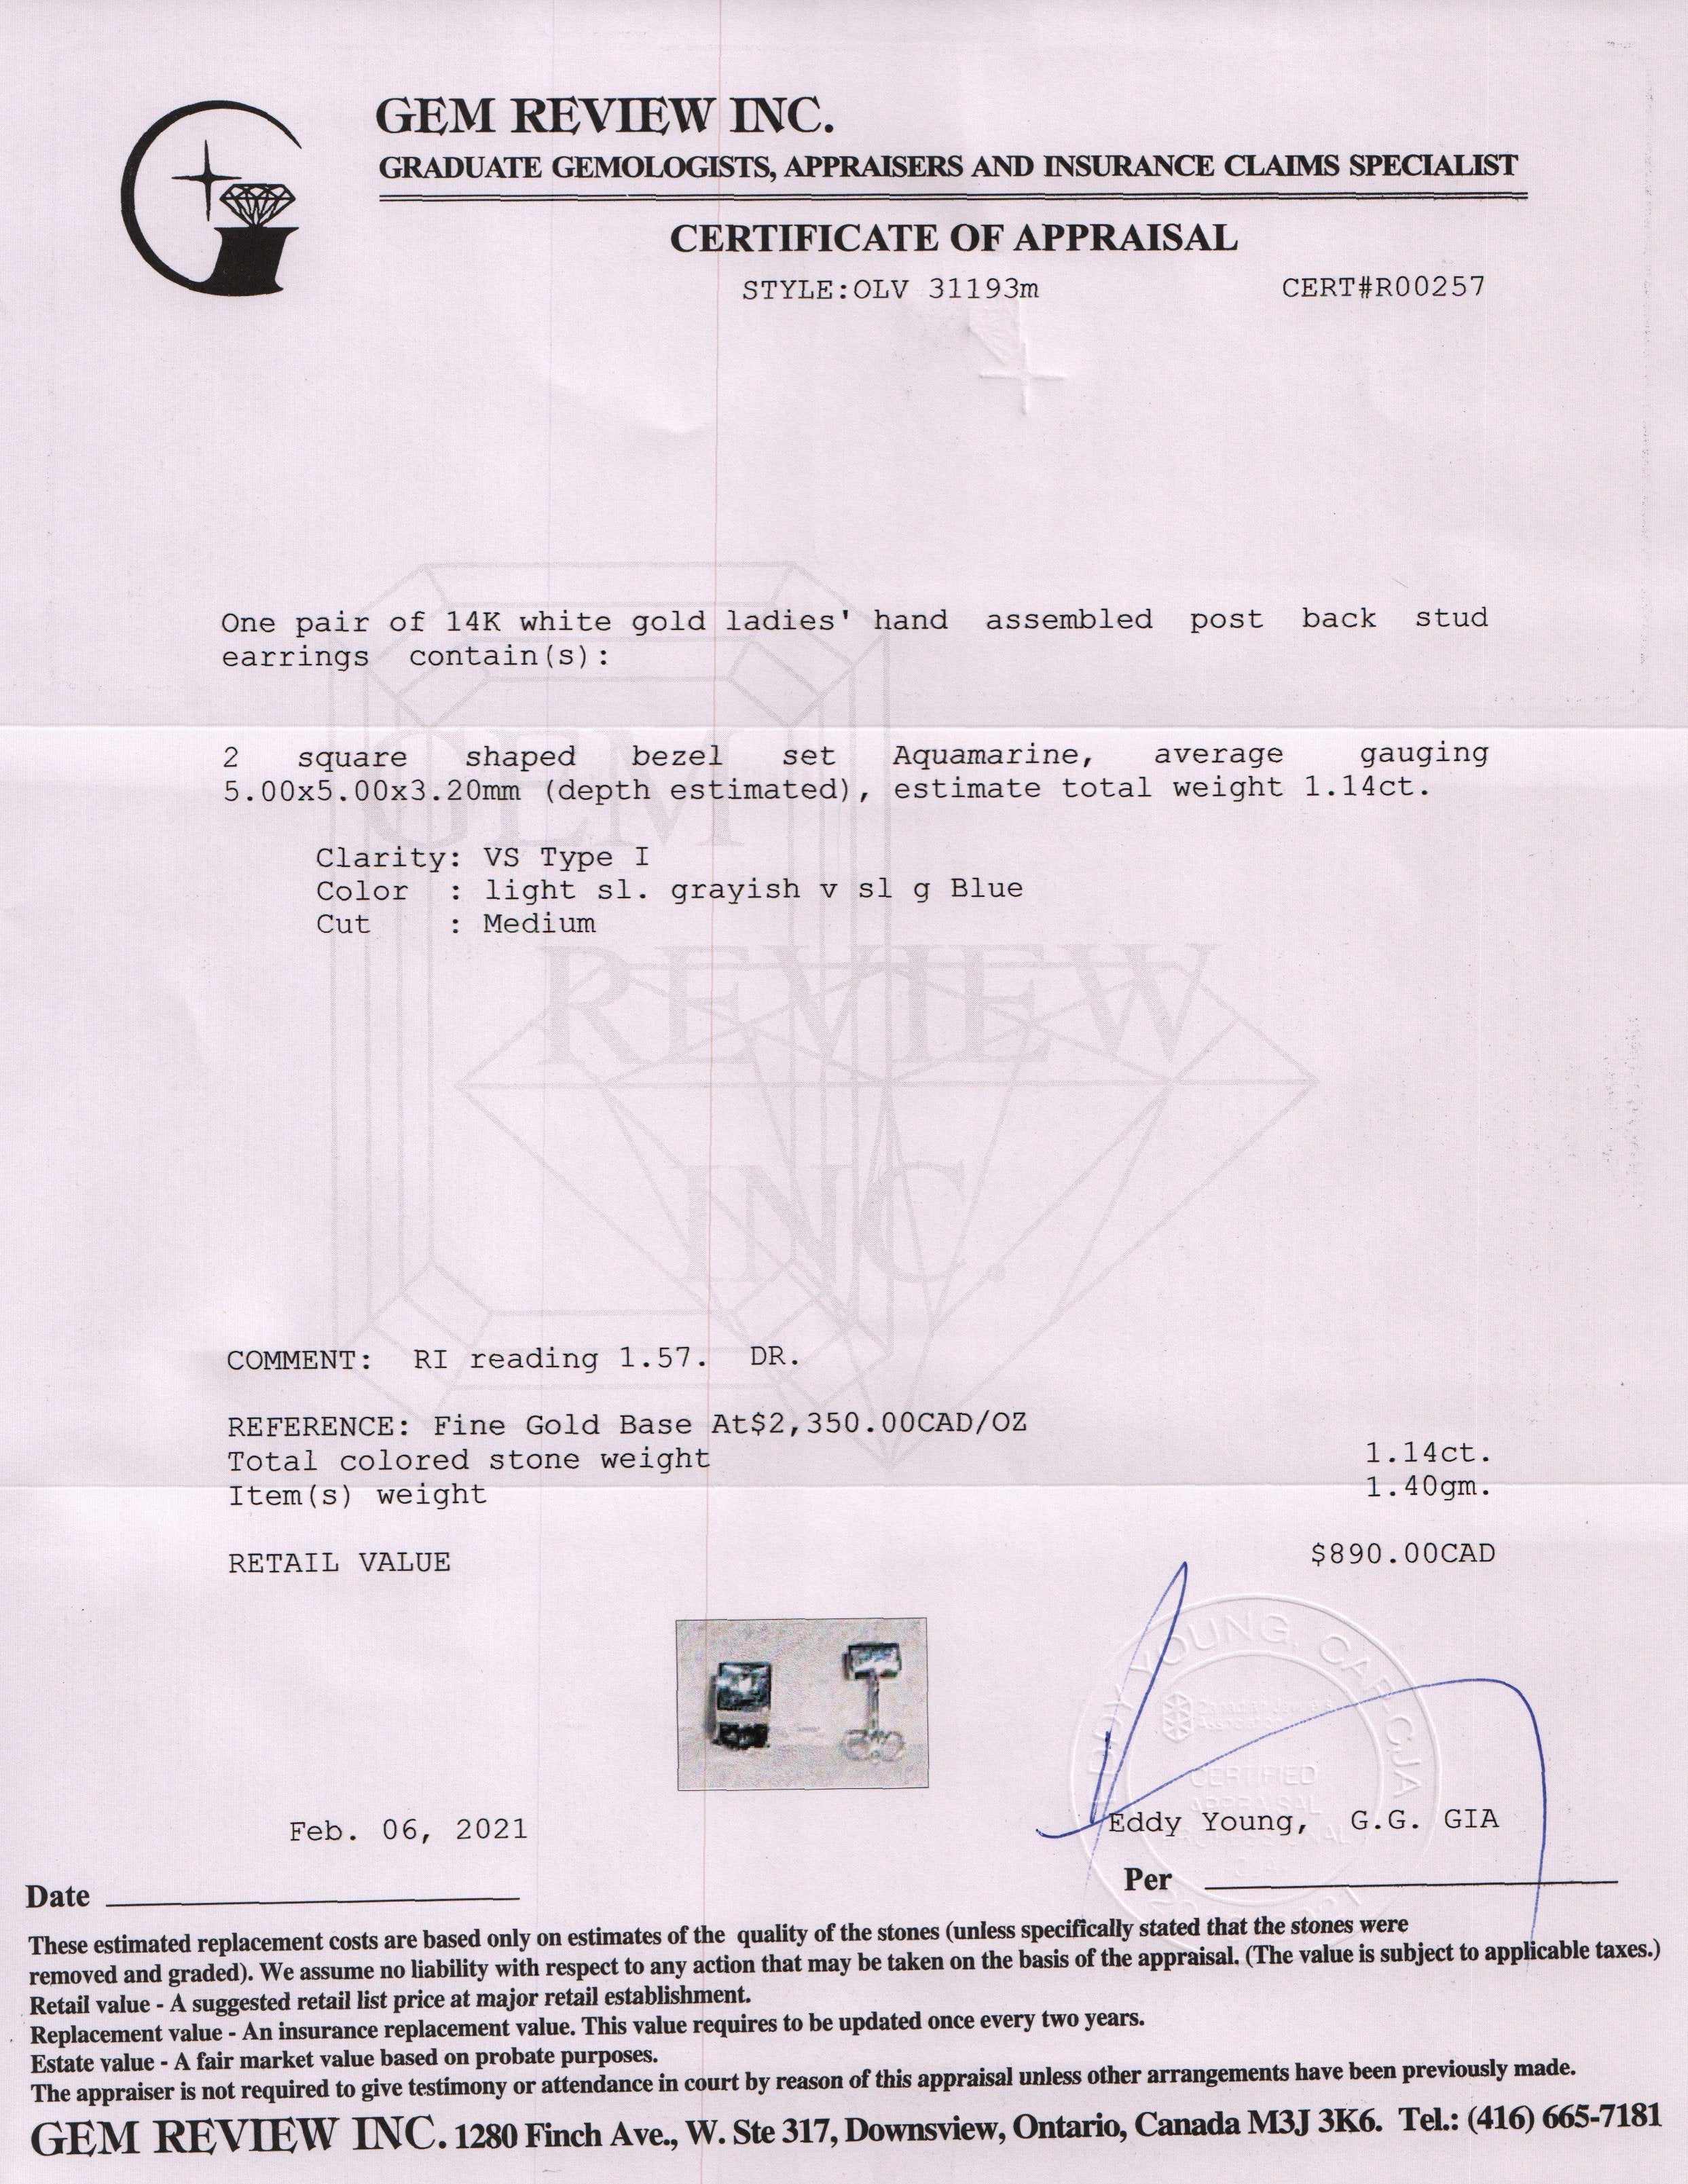 GEM REVIEW INC.
GRADUATE GEMOLOGISTS, APPRAISERS AND INSURANCE CLAIMS SPECIALIST
CERTIFICATE OF APPRAISAL
STYLE:OLV 31193m CERT#R00257
One pair of 14K white gold ladies' hand assembled post back stud
earrings contain(s):
2 square shaped bezel set Aquamarine, average gauging
5.00x5.00x3.20mm (depth estimated), estimate total weight 1.14ct.
Clarity: VS Type I
Color : light sl. grayish v sl g Blue
Cut : Medium
GEM
REVIEW
INC.
COMMENT: RI reading 1.57. DR.
REFERENCE: Fine Gold Base At$2,350.00CAD/OZ
Total colored stone weight 1.14ct.
Item(s) weight 1.40gm.
RETAIL VALUE $890.00CAD
EDDY YOUNG, CAP-CJA
CERTIFIED
APPRAISAL
Feb. 06, 2021
Eddy Young, G.G. GIA
Date
Per
These estimated replacement costs are based only on estimates of the quality of the stones (unless specifically stated that the stones were
removed and graded). We assume no liability with respect to any action that may be taken on the basis of the appraisal. (The value is subject to applicable taxes.)
Retail value - A suggested retail list price at major retail establishment.
Replacement value - An insurance replacement value. This value requires to be updated once every two years.
Estate value - A fair market value based on probate purposes.
The appraiser is not required to give testimony or attendance in court by reason of this appraisal unless other arrangements have been previously made.
GEM REVIEW INC. 1280 Finch Ave., W. Ste 317, Downsview, Ontario, Canada M3J 3K6. Tel.: (416) 665-7181